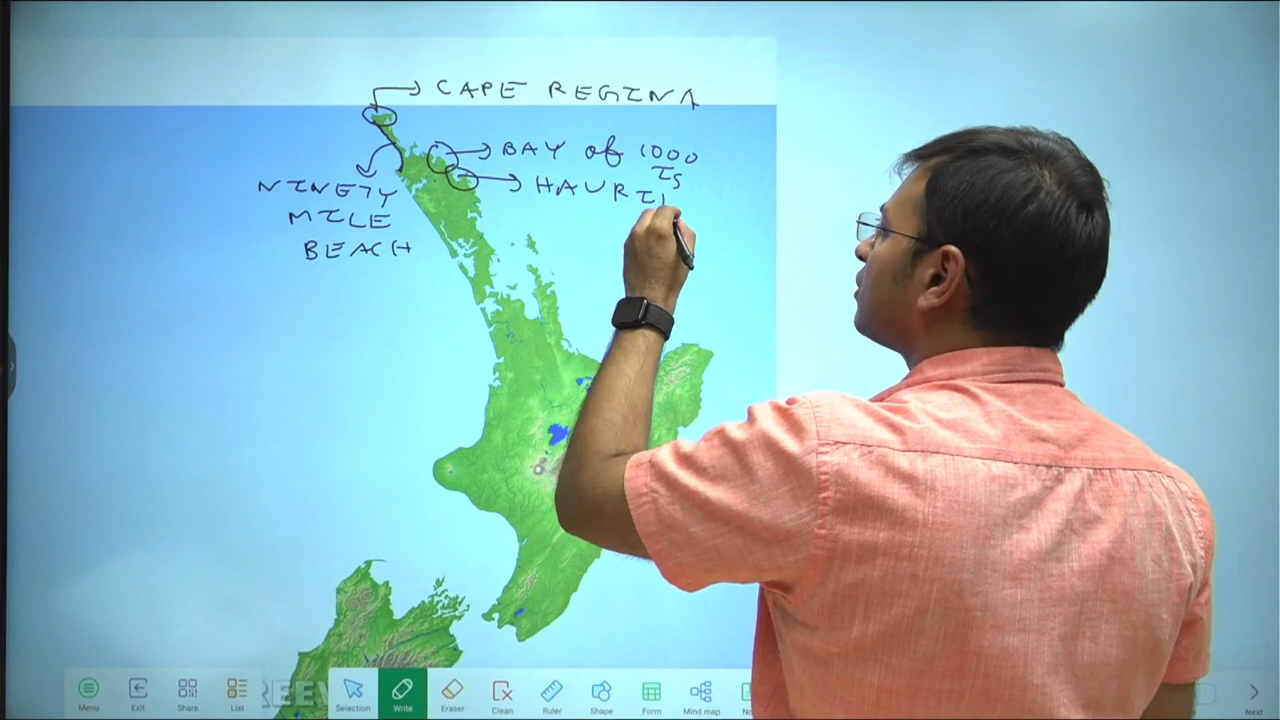 CAPE REGINA
BAY of 1000
Is
HAURI
NINETY
MILE
BEACH
Menu
Exit
Share
List
Selection
Write
Eraser
Clean
Ruler
Shape
Form
Mind map
Next